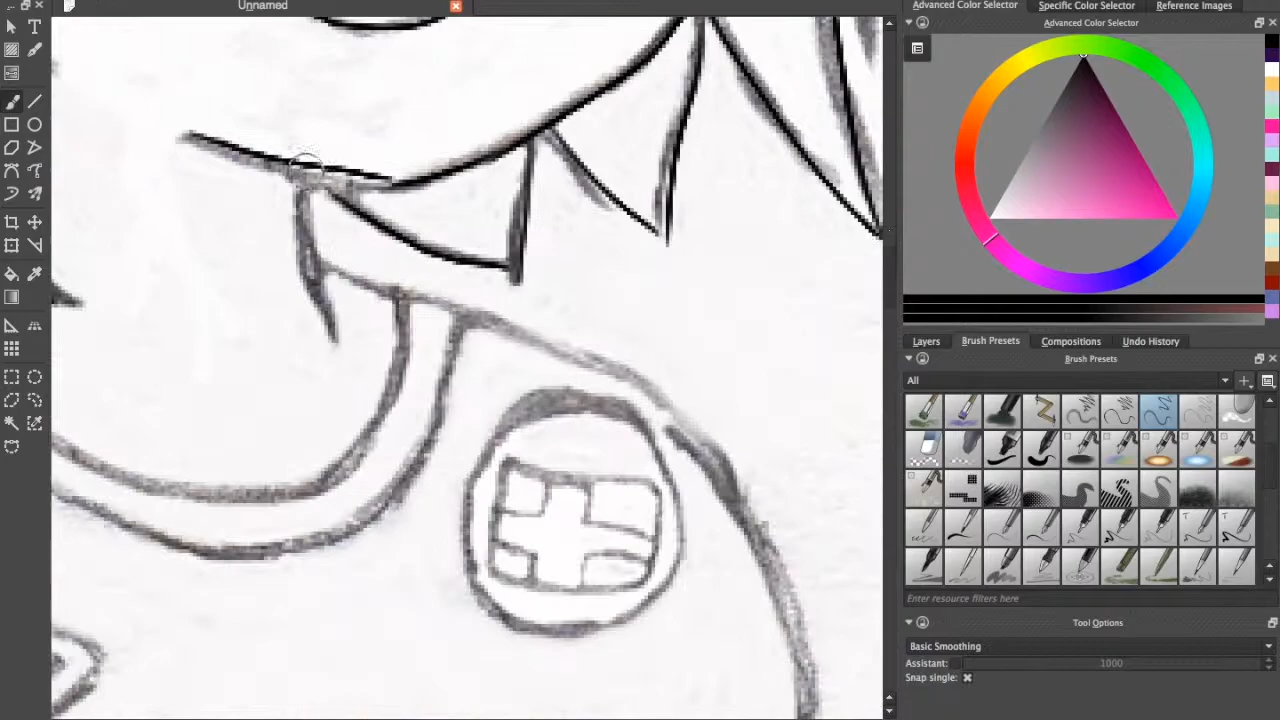 Unnamed
Advanced Color Selector
Specific Color Selector
Reference Images
Advanced Color Selector
Layers
Brush Presets
Compositions
Undo History
Brush Presets
All
Enter resource filters here
Tool Options
Basic Smoothing
Assistant:
1000
Snap single: